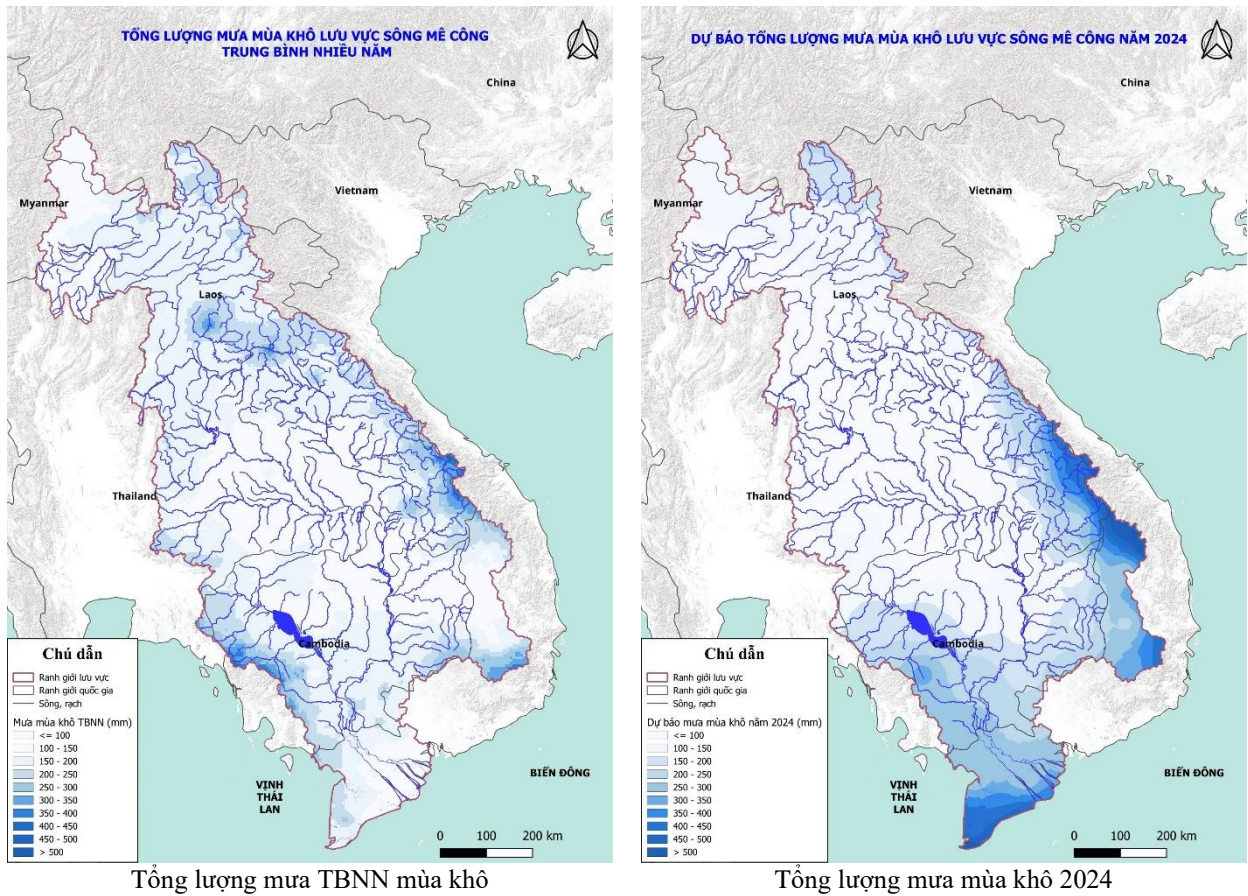 TỔNG LƯỢNG MƯA MÙA KHÔ LƯU VỰC SÔNG MÊ CÔNG
TRUNG BÌNH NHIỀU NĂM
China
Vietnam
Myanmar
Laos
Thailand
Cambodia
Chú dẫn
Ranh giới lưu vực
Ranh giới quốc gia
Sông, rạch
Mưa mùa khô TBNN (mm)
<= 100
100 - 150
150 - 200
200 - 250
250 - 300
300 - 350
350 - 400
400 - 450
450 - 500
> 500
VỊNH
THÁI
LAN
BIỂN ĐÔNG
0 100 200 km
Tổng lượng mưa TBNN mùa khô
DỰ BÁO TỔNG LƯỢNG MƯA MÙA KHÔ LƯU VỰC SÔNG MÊ CÔNG NĂM 2024
China
Vietnam
Myanmar
Laos
Thailand
Cambodia
Chú dẫn
Ranh giới lưu vực
Ranh giới quốc gia
Sông, rạch
Dự báo mưa mùa khô năm 2024 (mm)
<= 100
100 - 150
150 - 200
200 - 250
250 - 300
300 - 350
350 - 400
400 - 450
450 - 500
> 500
VỊNH
THÁI
LAN
BIỂN ĐÔNG
0 100 200 km
Tổng lượng mưa mùa khô 2024